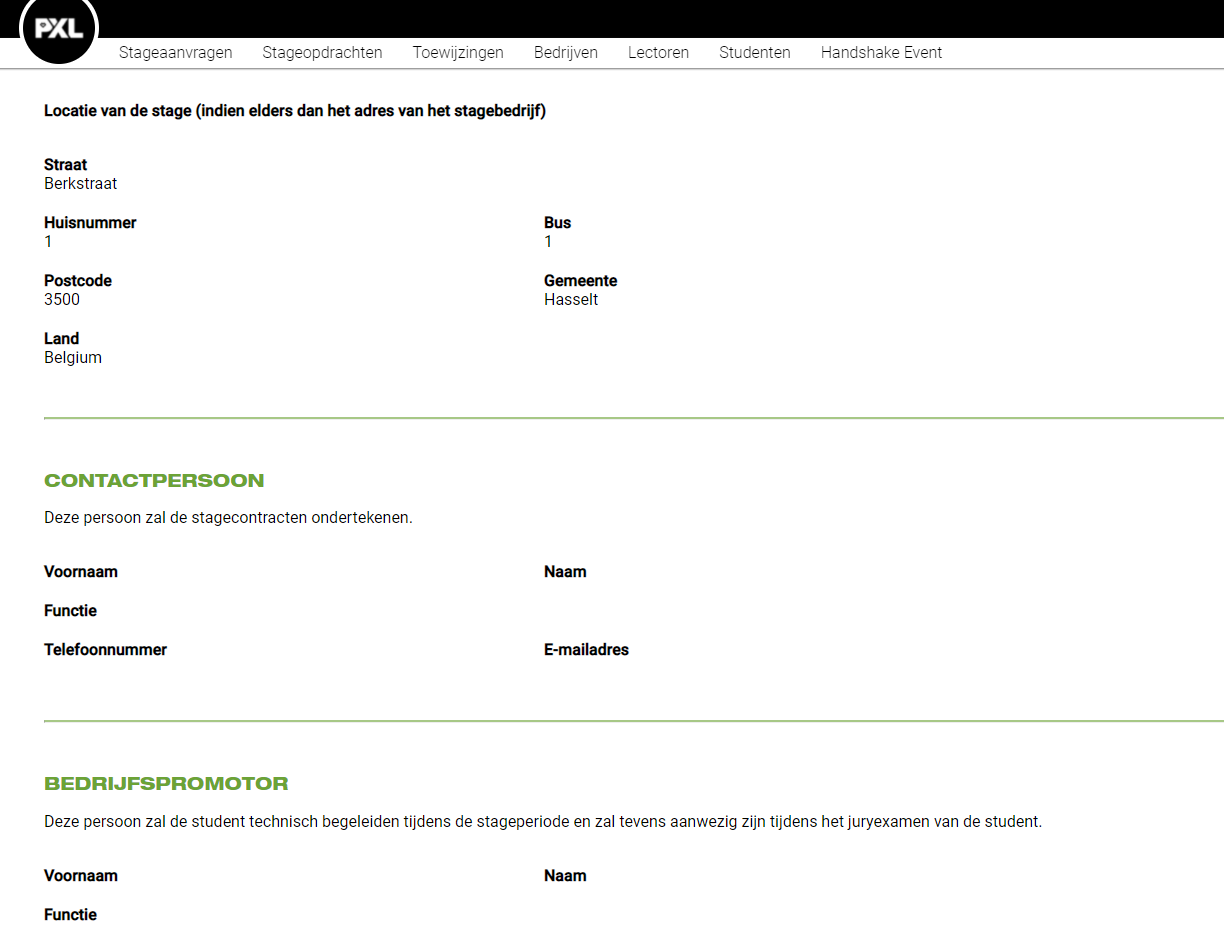 PXL
Stageaanvragen Stageopdrachten Toewijzingen Bedrijven Lectoren Studenten Handshake Event
Locatie van de stage (indien elders dan het adres van het stagebedrijf)
Straat
Berkstraat
Huisnummer Bus
1 1
Postcode Gemeente
3500 Hasselt
Land
Belgium
CONTACTPERSOON
Deze persoon zal de stagecontracten ondertekenen.
Voornaam Naam
Functie
Telefoonnummer E-mailadres
BEDRIJFSPROMOTOR
Deze persoon zal de student technisch begeleiden tijdens de stageperiode en zal tevens aanwezig zijn tijdens het juryexamen van de student.
Voornaam Naam
Functie